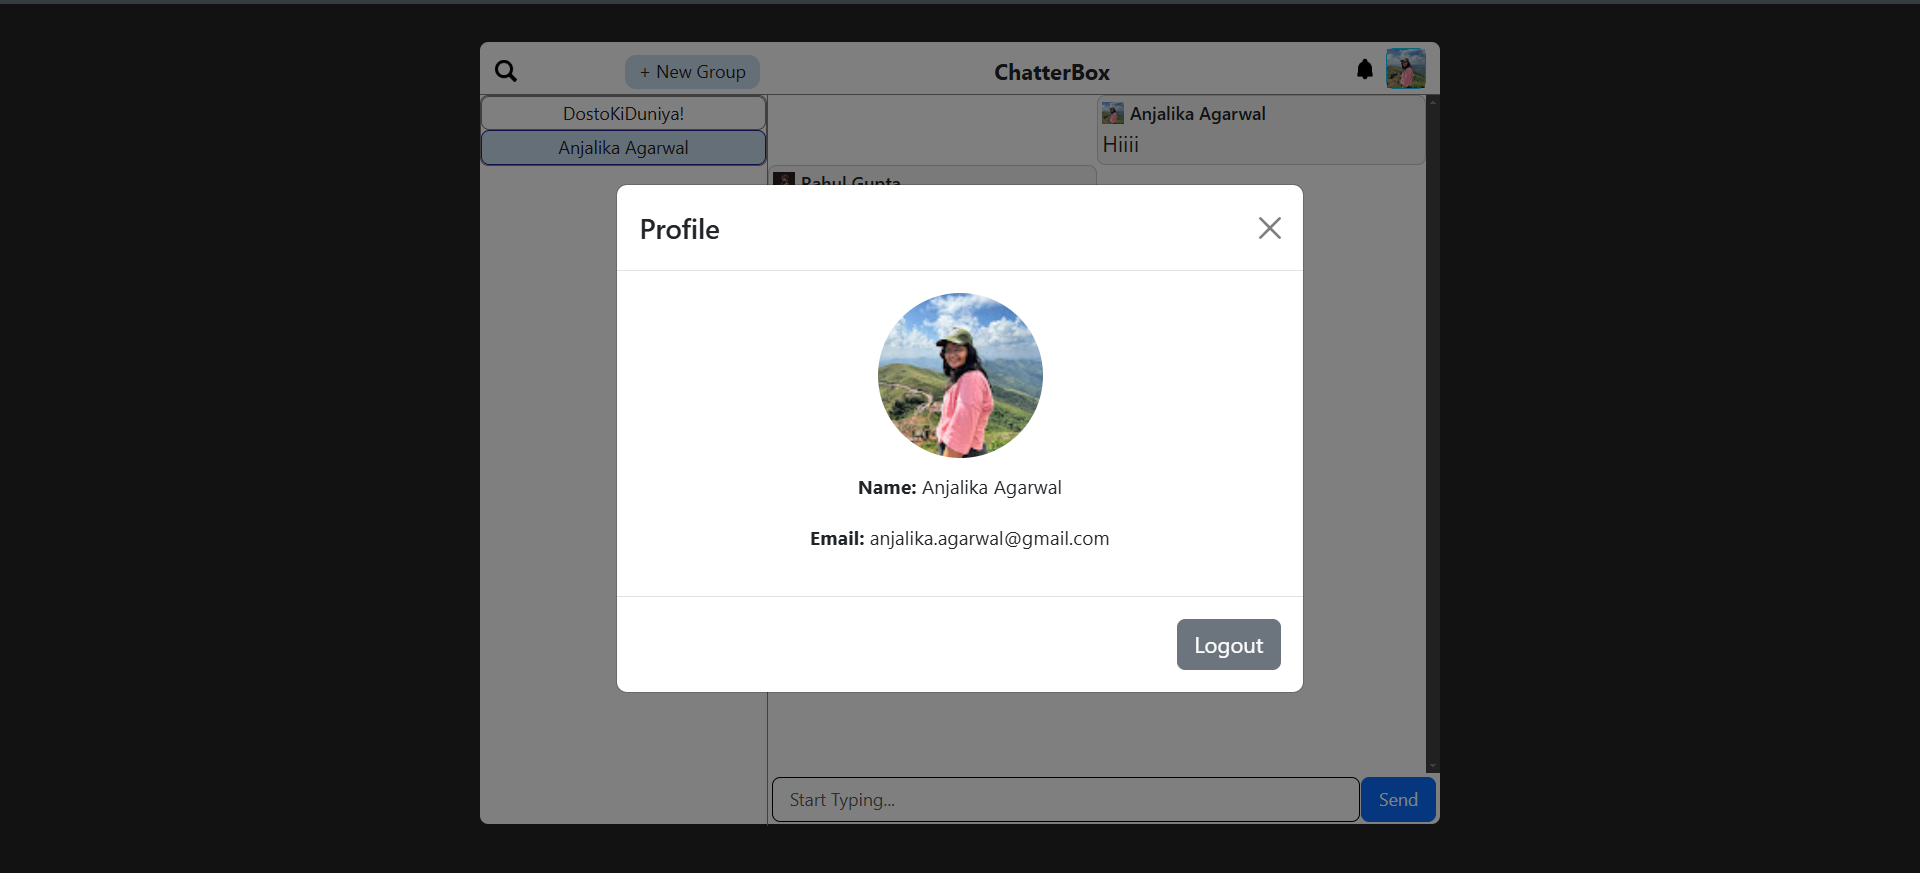 + New Group
ChatterBox
DostoKiDuniya!
Anjalika Agarwal
Anjalika Agarwal
Hiiii
Rahul Gupta
Profile
Name: Anjalika Agarwal
Email: anjalika.agarwal@gmail.com
Logout
Start Typing...
Send